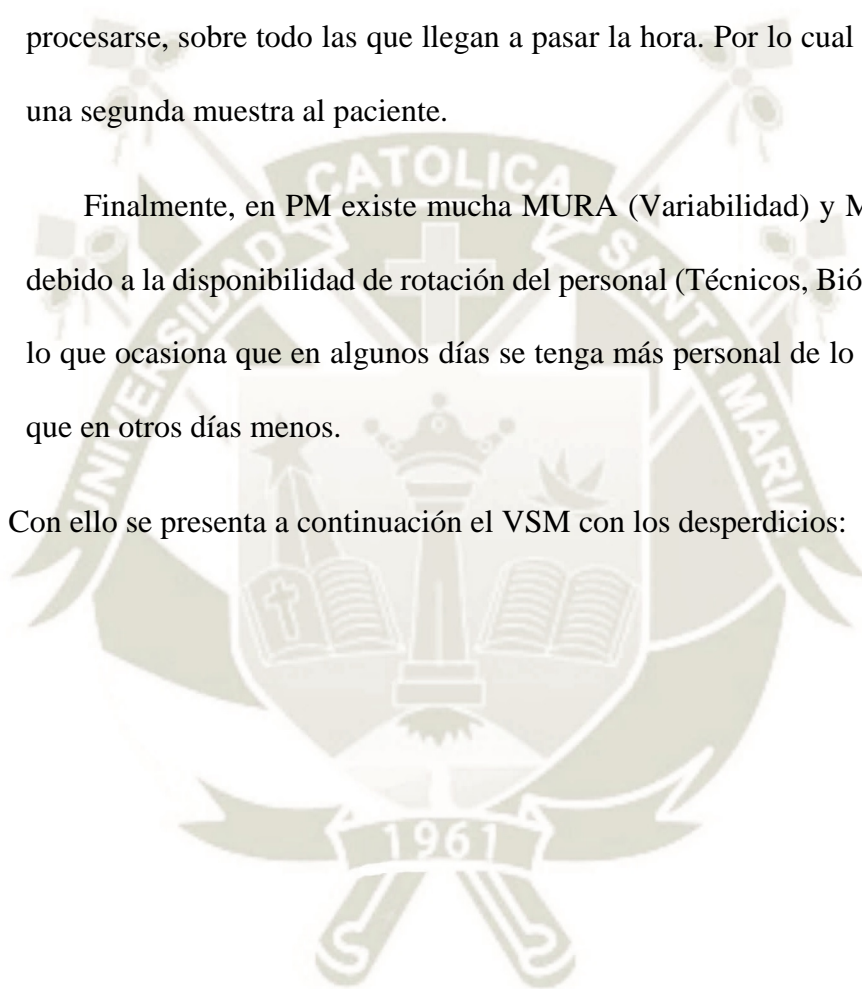 procesarse, sobre todo las que llegan a pasar la hora. Por lo cual
una segunda muestra al paciente.
Finalmente, en PM existe mucha MURA (Variabilidad) y M
debido a la disponibilidad de rotación del personal (Técnicos, Bió
lo que ocasiona que en algunos días se tenga más personal de lo
que en otros días menos.
Con ello se presenta a continuación el VSM con los desperdicios:
UNIVERSIDAD CATOLICA SANTA MARIA
1961